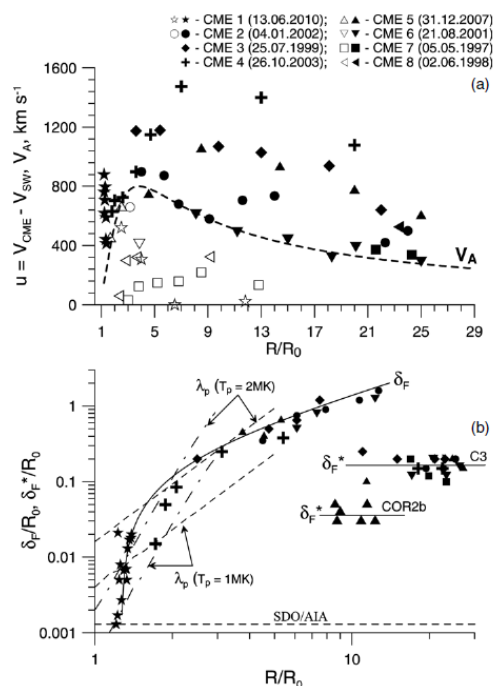 ☆★ - CME 1 (13.06.2010); △▲ - CME 5 (31.12.2007)
○● - CME 2 (04.01.2002); ▽▼ - CME 6 (21.08.2001)
◆ - CME 3 (25.07.1999); □■ - CME 7 (05.05.1997)
✚ - CME 4 (26.10.2003); ◁◀ - CME 8 (02.06.1998)
(a)
u = V_CME - V_SW, V_A, km s⁻¹
1600
1200
800
400
0
V_A
1 5 9 13 17 21 25 29
R/R₀
(b)
δ_F/R₀, δ_F*/R₀
1
0.1
0.01
0.001
λ_p (T_p = 2MK)
δ_F
δ_F*
C3
δ_F*
COR2b
λ_p (T_p = 1MK)
SDO/AIA
1 10
R/R₀